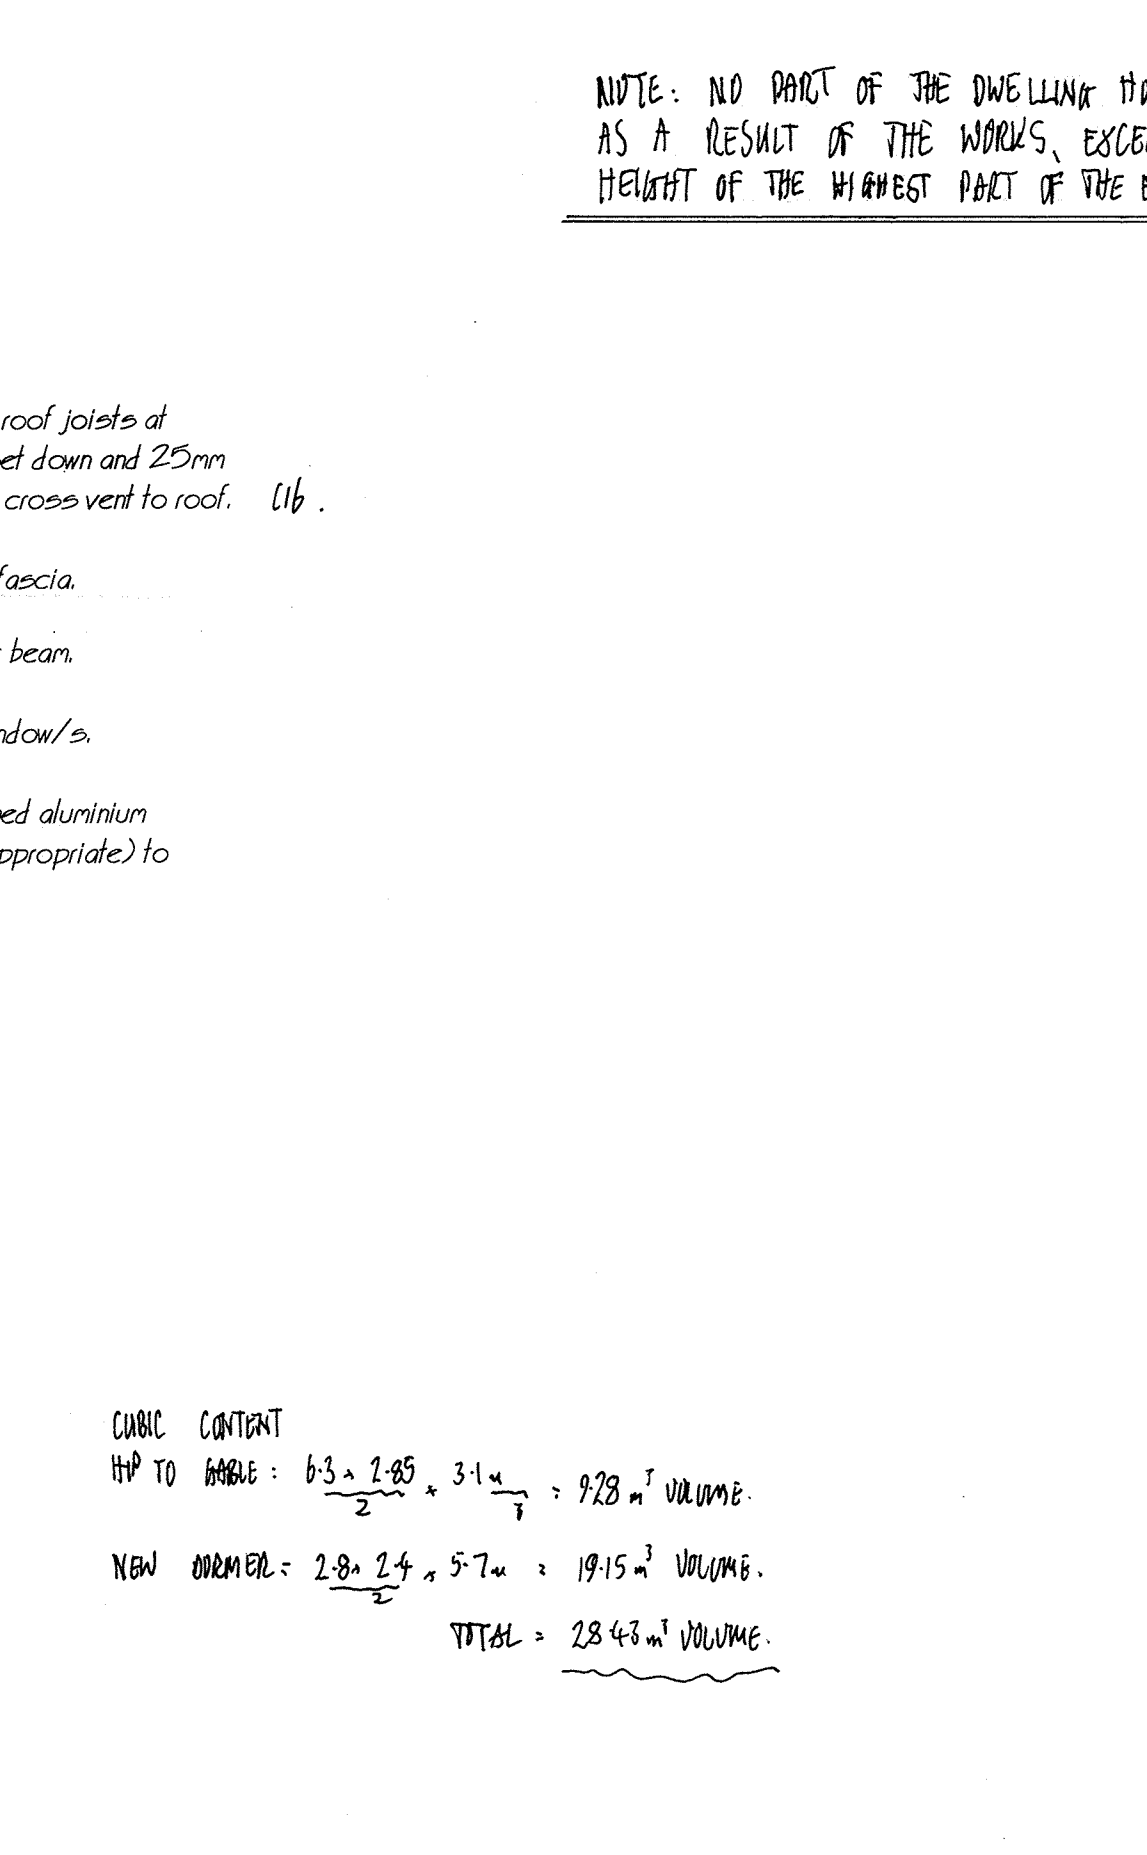 NOTE: NO PART OF THE DWELLING HO
AS A RESULT OF THE WORKS, EXCE
HEIGHT OF THE HIGHEST PART OF THE E
roof joists at
et down and 25mm
cross vent to roof. C16.
fascia.
beam.
ndow/s.
ed aluminium
ppropriate) to
CUBIC CONTENT
HIP TO GABLE: 6.3 x 2.85 x 3.1m = 9.28 m³ VOLUME.
2 3
NEW DORMER = 2.8 x 2.4 x 5.7m = 19.15 m³ VOLUME.
2
TOTAL = 28.43 m³ VOLUME.